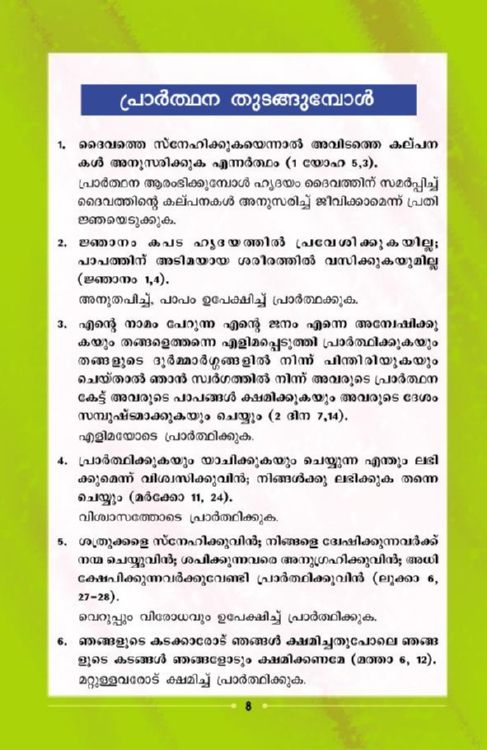 പ്രാർത്ഥന തുടങ്ങുമ്പോൾ
1. ദൈവത്തെ സ്നേഹിക്കുകയെന്നാൽ അവിടത്തെ കല്പന
കൾ അനുസരിക്കുക എന്നർത്ഥം (1 യോഹ 5,3).
പ്രാർത്ഥന ആരംഭിക്കുമ്പോൾ ഹൃദയം ദൈവത്തിന് സമർപ്പിച്ച്
ദൈവത്തിന്റെ കല്പനകൾ അനുസരിച്ച് ജീവിക്കാമെന്ന് പ്രതി
ജ്ഞയെടുക്കുക.
2. ജ്ഞാനം കപട ഹൃദയത്തിൽ പ്രവേശിക്കുകയില്ല;
പാപത്തിന് അടിമയായ ശരീരത്തിൽ വസിക്കുകയുമില്ല
(ജ്ഞാനം 1,4).
അനുതപിച്ച്, പാപം ഉപേക്ഷിച്ച് പ്രാർത്ഥക്കുക.
3. എന്റെ നാമം പേറുന്ന എന്റെ ജനം എന്നെ അന്വേഷിക്കു
കയും തങ്ങളെത്തന്നെ എളിമപ്പെടുത്തി പ്രാർത്ഥിക്കുകയും
തങ്ങളുടെ ദുർമ്മാർഗ്ഗങ്ങളിൽ നിന്ന് പിന്തിരിയുകയും
ചെയ്താൽ ഞാൻ സ്വർഗത്തിൽ നിന്ന് അവരുടെ പ്രാർത്ഥന
കേട്ട് അവരുടെ പാപങ്ങൾ ക്ഷമിക്കുകയും അവരുടെ ദേശം
സമ്പുഷ്ടമാക്കുകയും ചെയ്യും (2 ദിന 7,14).
എളിമയോടെ പ്രാർത്ഥിക്കുക.
4. പ്രാർത്ഥിക്കുകയും യാചിക്കുകയും ചെയ്യുന്ന എന്തും ലഭി
ക്കുമെന്ന് വിശ്വസിക്കുവിൻ; നിങ്ങൾക്കു ലഭിക്കുക തന്നെ
ചെയ്യും (മർക്കോ 11, 24).
വിശ്വാസത്തോടെ പ്രാർത്ഥിക്കുക.
5. ശത്രുക്കളെ സ്നേഹിക്കുവിൻ; നിങ്ങളെ ദ്വേഷിക്കുന്നവർക്ക്
നന്മ ചെയ്യുവിൻ; ശപിക്കുന്നവരെ അനുഗ്രഹിക്കുവിൻ; അധി
ക്ഷേപിക്കുന്നവർക്കുവേണ്ടി പ്രാർത്ഥിക്കുവിൻ (ലൂക്കാ 6,
27-28).
വെറുപ്പും വിരോധവും ഉപേക്ഷിച്ച് പ്രാർത്ഥിക്കുക.
6. ഞങ്ങളുടെ കടക്കാരോട് ഞങ്ങൾ ക്ഷമിച്ചതുപോലെ ഞങ്ങ
ളുടെ കടങ്ങൾ ഞങ്ങളോടും ക്ഷമിക്കണമേ (മത്താ 6, 12).
മറ്റുള്ളവരോട് ക്ഷമിച്ച് പ്രാർത്ഥിക്കുക.
8